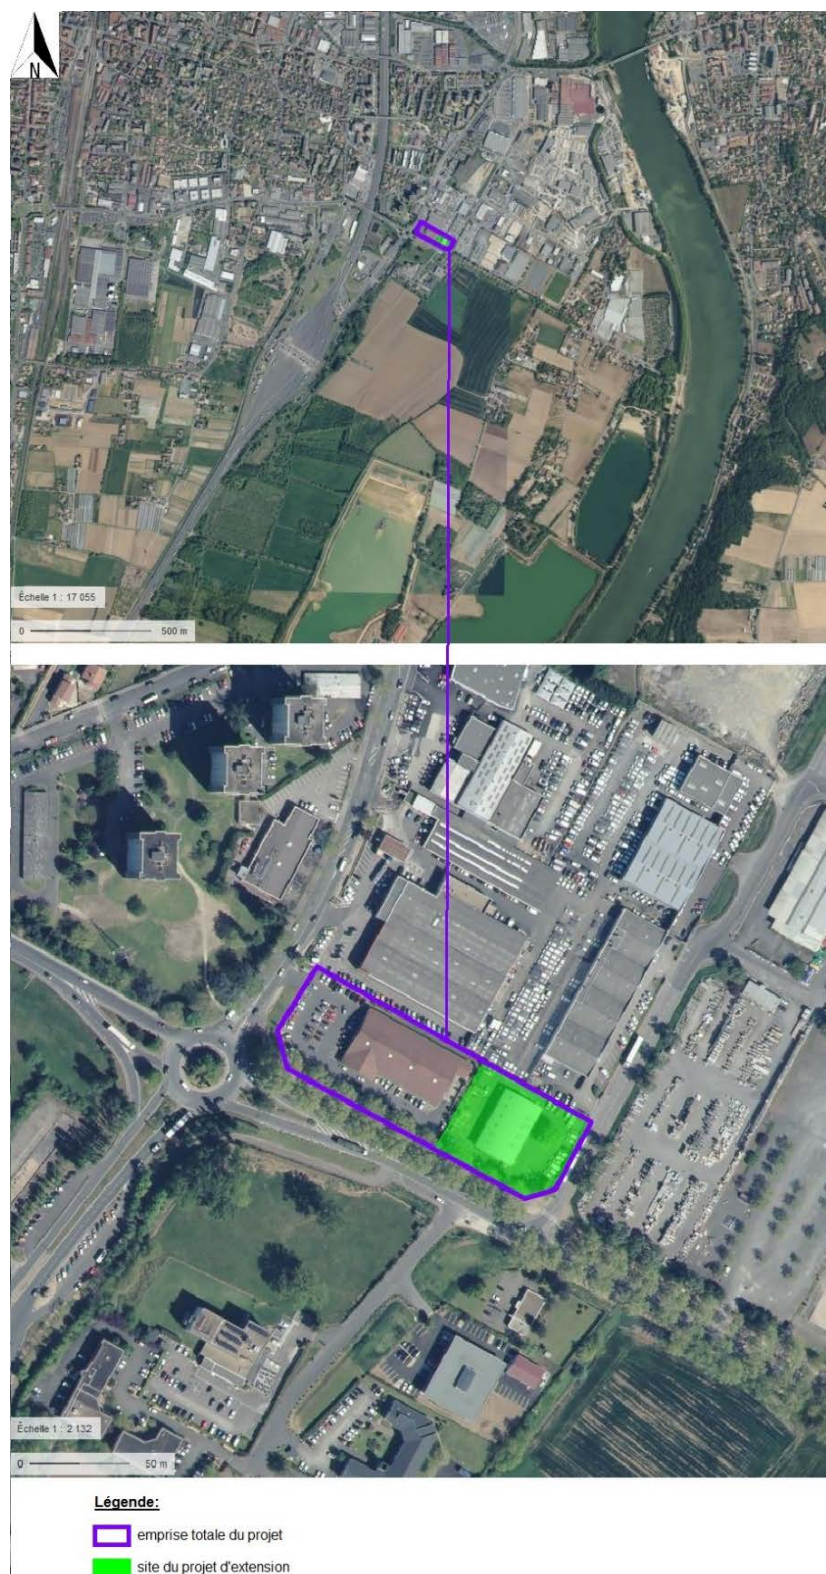 N
Échelle 1 : 17 055
0 500 m
Échelle 1 : 2 132
0 50 m
Légende:
emprise totale du projet
site du projet d'extension